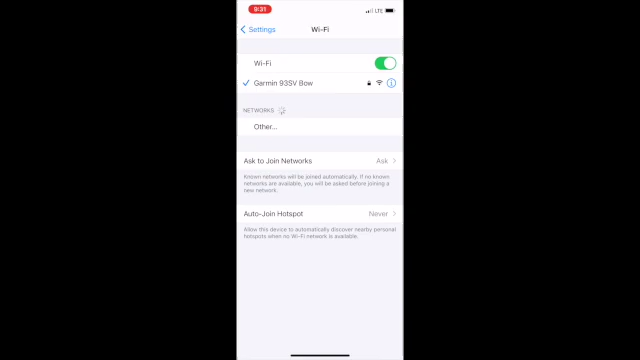 9:31
LTE
Settings
Wi-Fi
Wi-Fi
Garmin 93SV Bow
NETWORKS
Other...
Ask to Join Networks Ask
Known networks will be joined automatically. If no known
networks are available, you will be asked before joining a
new network.
Auto-Join Hotspot Never
Allow this device to automatically discover nearby personal
hotspots when no Wi-Fi network is available.